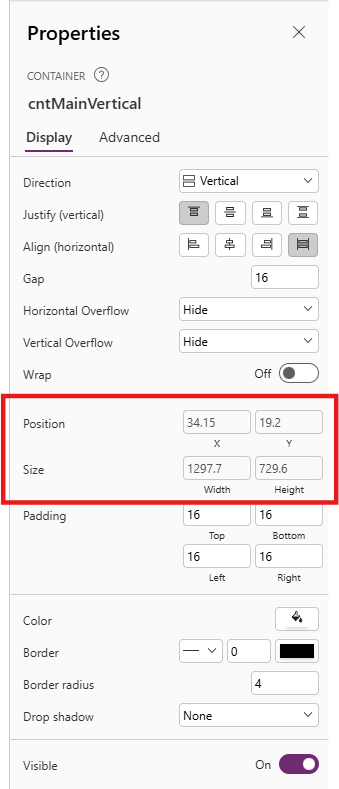 Properties
CONTAINER ?
cntMainVertical
Display Advanced
Direction Vertical
Justify (vertical)
Align (horizontal)
Gap 16
Horizontal Overflow Hide
Vertical Overflow Hide
Wrap Off
Position 34.15 19.2
X Y
Size 1297.7 729.6
Width Height
Padding 16 16
Top Bottom
16 16
Left Right
Color
Border 0
Border radius 4
Drop shadow None
Visible On